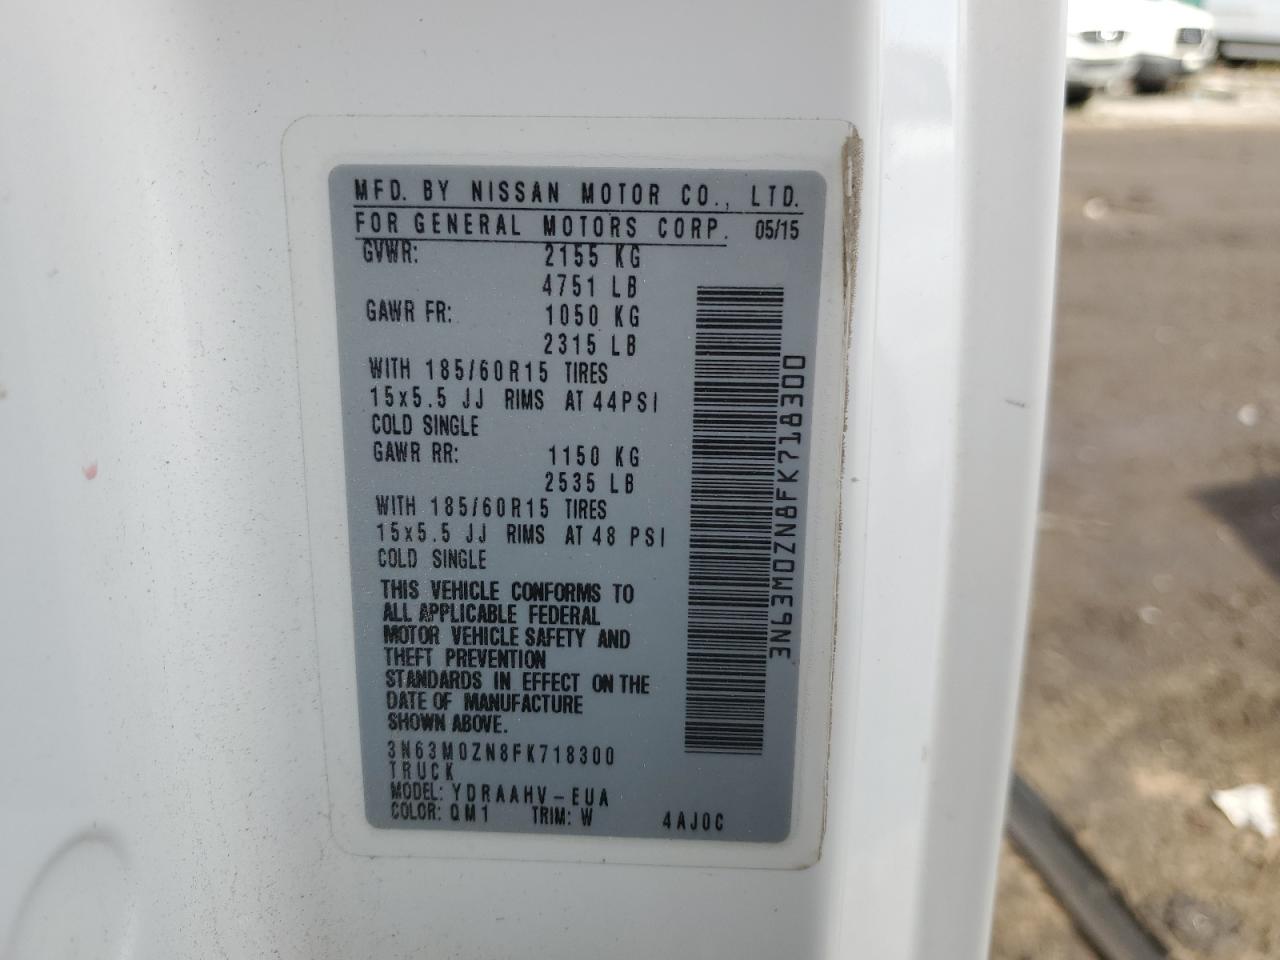 MFD. BY NISSAN MOTOR CO., LTD.
FOR GENERAL MOTORS CORP. 05/15
GVWR: 2155 KG
4751 LB
GAWR FR: 1050 KG
2315 LB
WITH 185/60R15 TIRES
15x5.5 JJ RIMS AT 44PSI
COLD SINGLE
GAWR RR: 1150 KG
2535 LB
WITH 185/60R15 TIRES
15x5.5 JJ RIMS AT 48 PSI
COLD SINGLE
THIS VEHICLE CONFORMS TO
ALL APPLICABLE FEDERAL
MOTOR VEHICLE SAFETY AND
THEFT PREVENTION
STANDARDS IN EFFECT ON THE
DATE OF MANUFACTURE
SHOWN ABOVE.
3N63M0ZN8FK718300
TRUCK
MODEL: YDRAAHV-EUA
COLOR: QM1 TRIM: W 4AJ0C
3N63M0ZN8FK718300